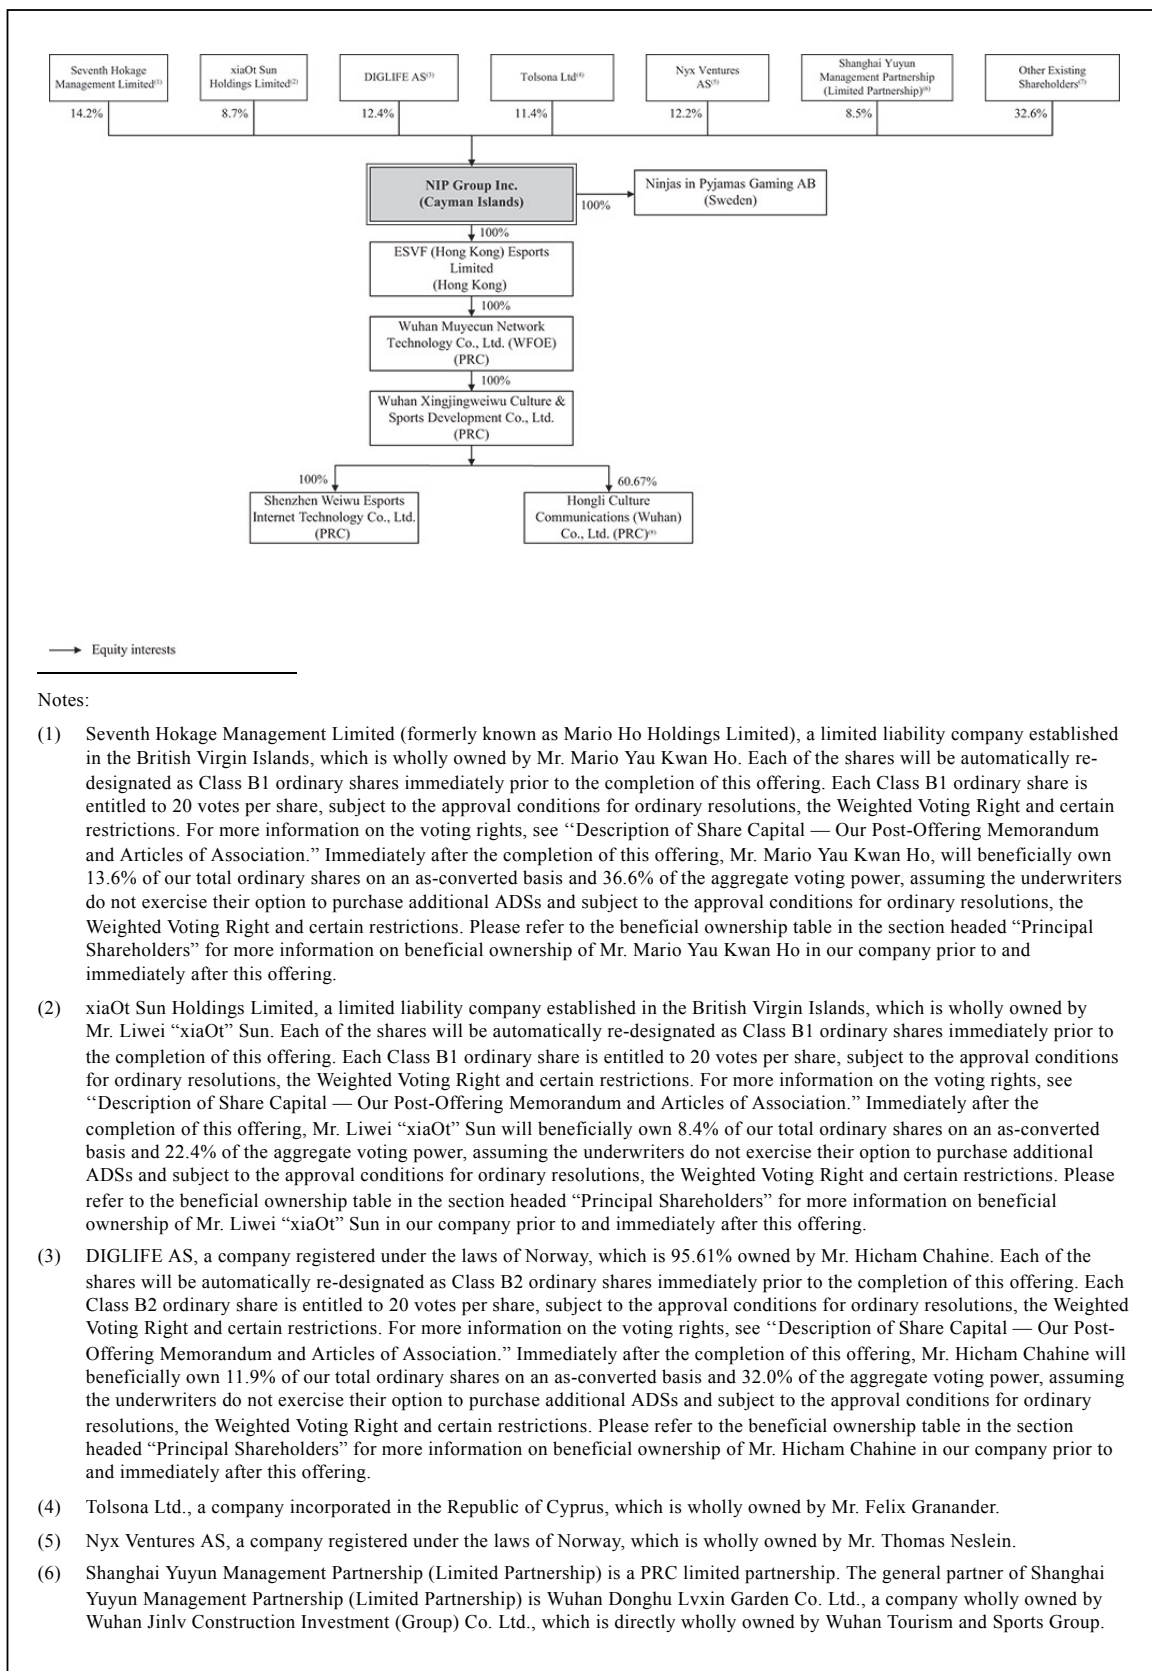 Seventh Hokage
Management Limited(1)
xiaOt Sun
Holdings Limited(2)
DIGLIFE AS(3)
Tolsona Ltd(4)
Nyx Ventures
AS(5)
Shanghai Yuyun
Management Partnership
(Limited Partnership)(6)
Other Existing
Shareholders(7)
14.2%
8.7%
12.4%
11.4%
12.2%
8.5%
32.6%
NIP Group Inc.
(Cayman Islands)
100%
Ninjas in Pyjamas Gaming AB
(Sweden)
100%
ESVF (Hong Kong) Esports
Limited
(Hong Kong)
100%
Wuhan Muyecun Network
Technology Co., Ltd. (WFOE)
(PRC)
100%
Wuhan Xingjingweiwu Culture &
Sports Development Co., Ltd.
(PRC)
100%
60.67%
Shenzhen Weiwu Esports
Internet Technology Co., Ltd.
(PRC)
Hongli Culture
Communications (Wuhan)
Co., Ltd. (PRC)(8)
Equity interests
Notes:
(1) Seventh Hokage Management Limited (formerly known as Mario Ho Holdings Limited), a limited liability company established
in the British Virgin Islands, which is wholly owned by Mr. Mario Yau Kwan Ho. Each of the shares will be automatically re-
designated as Class B1 ordinary shares immediately prior to the completion of this offering. Each Class B1 ordinary share is
entitled to 20 votes per share, subject to the approval conditions for ordinary resolutions, the Weighted Voting Right and certain
restrictions. For more information on the voting rights, see ‘‘Description of Share Capital — Our Post-Offering Memorandum
and Articles of Association.” Immediately after the completion of this offering, Mr. Mario Yau Kwan Ho, will beneficially own
13.6% of our total ordinary shares on an as-converted basis and 36.6% of the aggregate voting power, assuming the underwriters
do not exercise their option to purchase additional ADSs and subject to the approval conditions for ordinary resolutions, the
Weighted Voting Right and certain restrictions. Please refer to the beneficial ownership table in the section headed “Principal
Shareholders” for more information on beneficial ownership of Mr. Mario Yau Kwan Ho in our company prior to and
immediately after this offering.
(2) xiaOt Sun Holdings Limited, a limited liability company established in the British Virgin Islands, which is wholly owned by
Mr. Liwei “xiaOt” Sun. Each of the shares will be automatically re-designated as Class B1 ordinary shares immediately prior to
the completion of this offering. Each Class B1 ordinary share is entitled to 20 votes per share, subject to the approval conditions
for ordinary resolutions, the Weighted Voting Right and certain restrictions. For more information on the voting rights, see
‘‘Description of Share Capital — Our Post-Offering Memorandum and Articles of Association.” Immediately after the
completion of this offering, Mr. Liwei “xiaOt” Sun will beneficially own 8.4% of our total ordinary shares on an as-converted
basis and 22.4% of the aggregate voting power, assuming the underwriters do not exercise their option to purchase additional
ADSs and subject to the approval conditions for ordinary resolutions, the Weighted Voting Right and certain restrictions. Please
refer to the beneficial ownership table in the section headed “Principal Shareholders” for more information on beneficial
ownership of Mr. Liwei “xiaOt” Sun in our company prior to and immediately after this offering.
(3) DIGLIFE AS, a company registered under the laws of Norway, which is 95.61% owned by Mr. Hicham Chahine. Each of the
shares will be automatically re-designated as Class B2 ordinary shares immediately prior to the completion of this offering. Each
Class B2 ordinary share is entitled to 20 votes per share, subject to the approval conditions for ordinary resolutions, the Weighted
Voting Right and certain restrictions. For more information on the voting rights, see ‘‘Description of Share Capital — Our Post-
Offering Memorandum and Articles of Association.” Immediately after the completion of this offering, Mr. Hicham Chahine will
beneficially own 11.9% of our total ordinary shares on an as-converted basis and 32.0% of the aggregate voting power, assuming
the underwriters do not exercise their option to purchase additional ADSs and subject to the approval conditions for ordinary
resolutions, the Weighted Voting Right and certain restrictions. Please refer to the beneficial ownership table in the section
headed “Principal Shareholders” for more information on beneficial ownership of Mr. Hicham Chahine in our company prior to
and immediately after this offering.
(4) Tolsona Ltd., a company incorporated in the Republic of Cyprus, which is wholly owned by Mr. Felix Granander.
(5) Nyx Ventures AS, a company registered under the laws of Norway, which is wholly owned by Mr. Thomas Neslein.
(6) Shanghai Yuyun Management Partnership (Limited Partnership) is a PRC limited partnership. The general partner of Shanghai
Yuyun Management Partnership (Limited Partnership) is Wuhan Donghu Lvxin Garden Co. Ltd., a company wholly owned by
Wuhan Jinlv Construction Investment (Group) Co. Ltd., which is directly wholly owned by Wuhan Tourism and Sports Group.